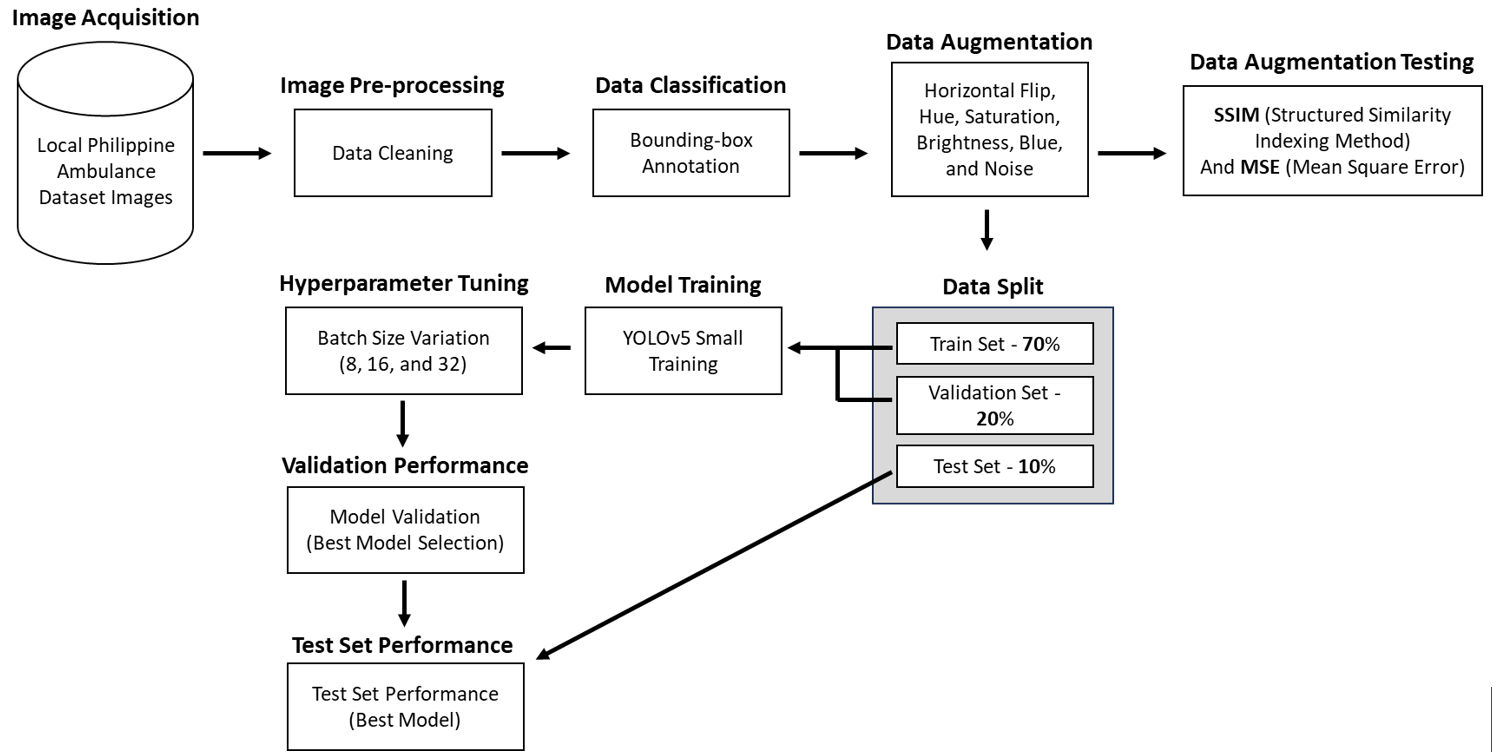 Image Acquisition
Local Philippine
Ambulance
Dataset Images
Image Pre-processing
Data Cleaning
Data Classification
Bounding-box
Annotation
Data Augmentation
Horizontal Flip,
Hue, Saturation,
Brightness, Blue,
and Noise
Data Augmentation Testing
SSIM (Structured Similarity
Indexing Method)
And MSE (Mean Square Error)
Data Split
Train Set - 70%
Validation Set -
20%
Test Set - 10%
Model Training
YOLOv5 Small
Training
Hyperparameter Tuning
Batch Size Variation
(8, 16, and 32)
Validation Performance
Model Validation
(Best Model Selection)
Test Set Performance
Test Set Performance
(Best Model)